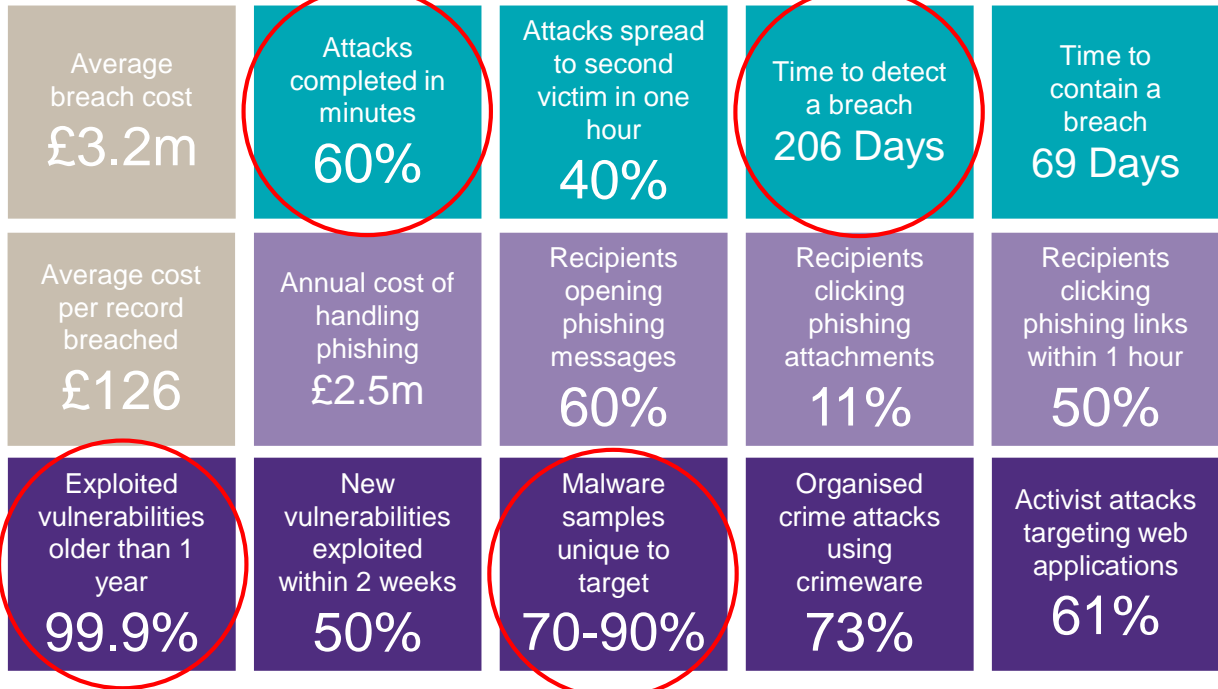 Average
breach cost
£3.2m
Attacks
completed in
minutes
60%
Attacks spread
to second
victim in one
hour
40%
Time to detect
a breach
206 Days
Time to
contain a
breach
69 Days
Average cost
per record
breached
£126
Annual cost of
handling
phishing
£2.5m
Recipients
opening
phishing
messages
60%
Recipients
clicking
phishing
attachments
11%
Recipients
clicking
phishing links
within 1 hour
50%
Exploited
vulnerabilities
older than 1
year
99.9%
New
vulnerabilities
exploited
within 2 weeks
50%
Malware
samples
unique to
target
70-90%
Organised
crime attacks
using
crimeware
73%
Activist attacks
targeting web
applications
61%